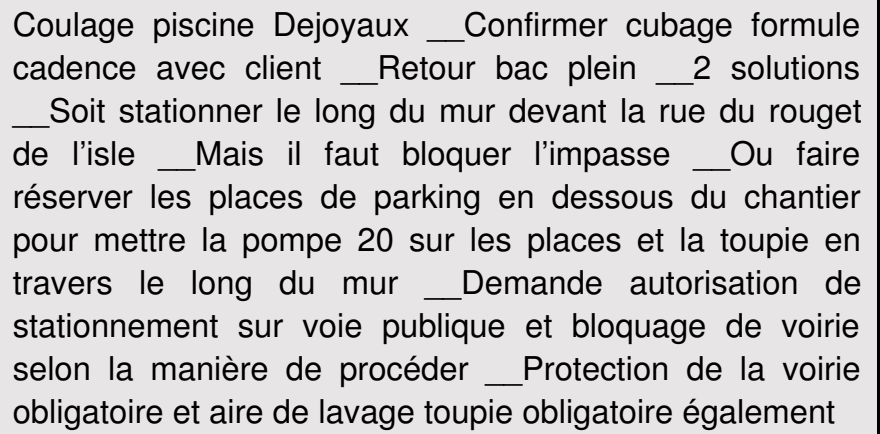 Coulage piscine Dejoyaux __Confirmer cubage formule
cadence avec client __Retour bac plein __2 solutions
__Soit stationner le long du mur devant la rue du rouget
de l'isle __Mais il faut bloquer l'impasse __Ou faire
réserver les places de parking en dessous du chantier
pour mettre la pompe 20 sur les places et la toupie en
travers le long du mur __Demande autorisation de
stationnement sur voie publique et bloquage de voirie
selon la manière de procéder __Protection de la voirie
obligatoire et aire de lavage toupie obligatoire également